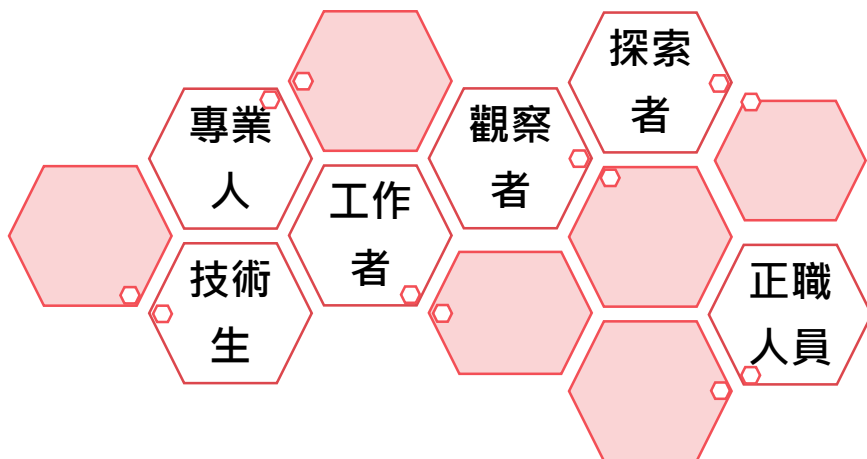 專業
人
技術
生
工作
者
觀察
者
探索
者
正職
人員